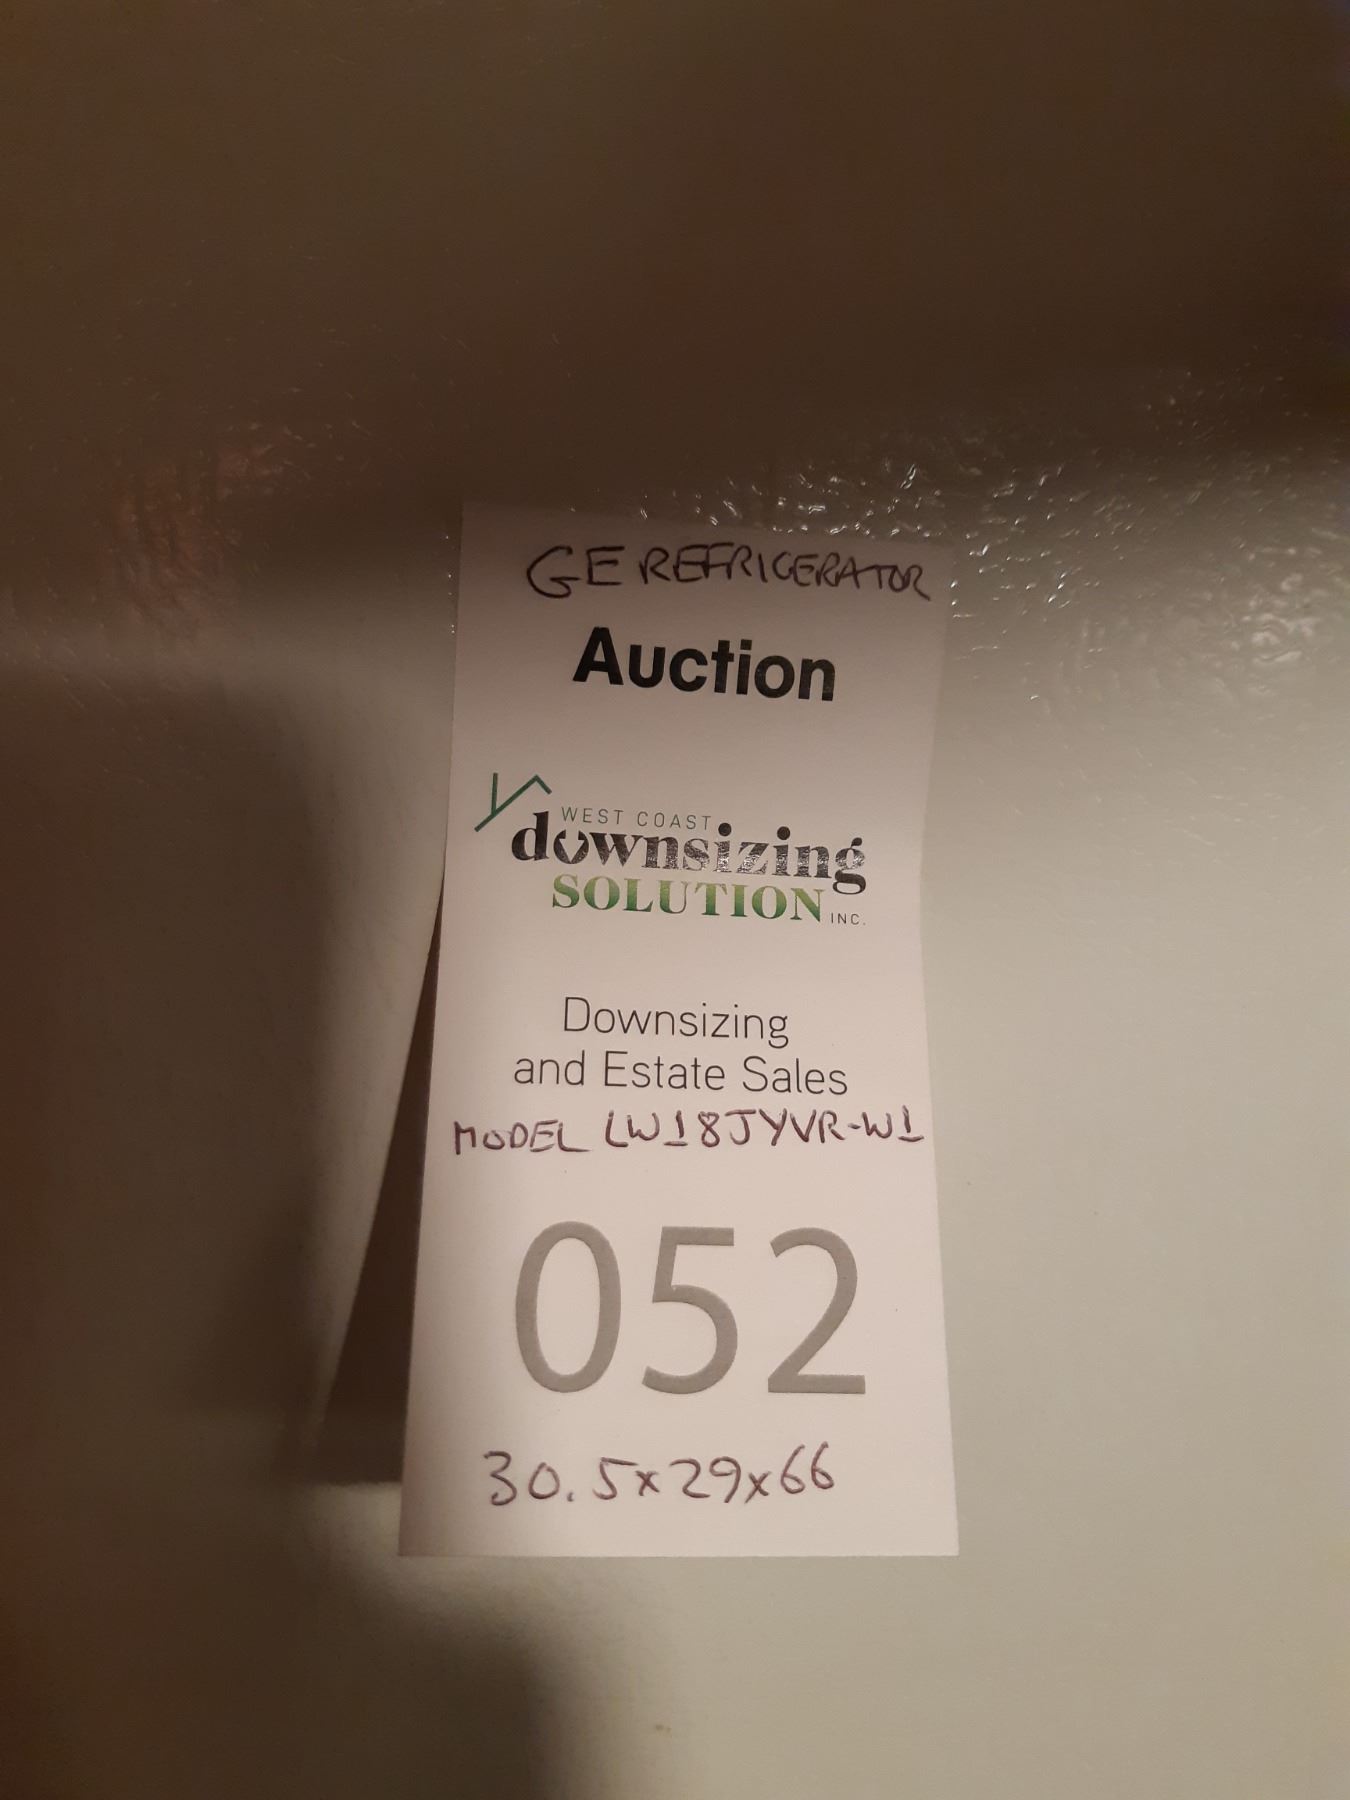 GE REFRIGERATOR
Auction
WEST COAST
downsizing
SOLUTION INC.
Downsizing
and Estate Sales
MODEL LW18JYVR-W1
052
30.5x29x66